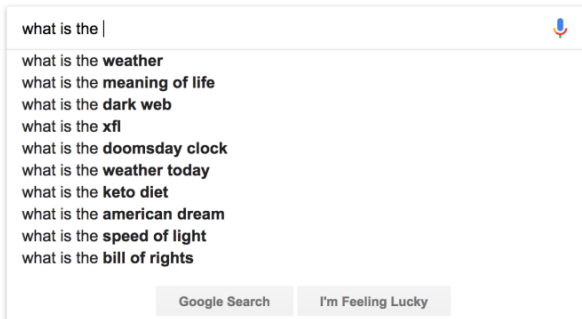 what is the
what is the weather
what is the meaning of life
what is the dark web
what is the xfl
what is the doomsday clock
what is the weather today
what is the keto diet
what is the american dream
what is the speed of light
what is the bill of rights
Google Search I'm Feeling Lucky